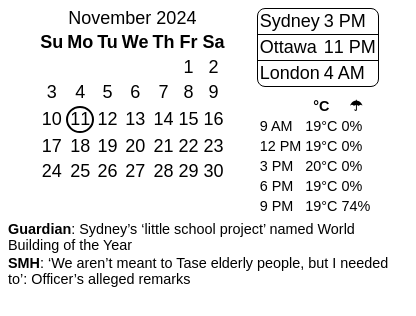 November 2024
Su Mo Tu We Th Fr Sa
1 2
3 4 5 6 7 8 9
10 11 12 13 14 15 16
17 18 19 20 21 22 23
24 25 26 27 28 29 30
Sydney 3 PM
Ottawa 11 PM
London 4 AM
°C ☂
9 AM 19°C 0%
12 PM 19°C 0%
3 PM 20°C 0%
6 PM 19°C 0%
9 PM 19°C 74%
Guardian: Sydney’s ‘little school project’ named World
Building of the Year
SMH: ‘We aren’t meant to Tase elderly people, but I needed
to’: Officer’s alleged remarks